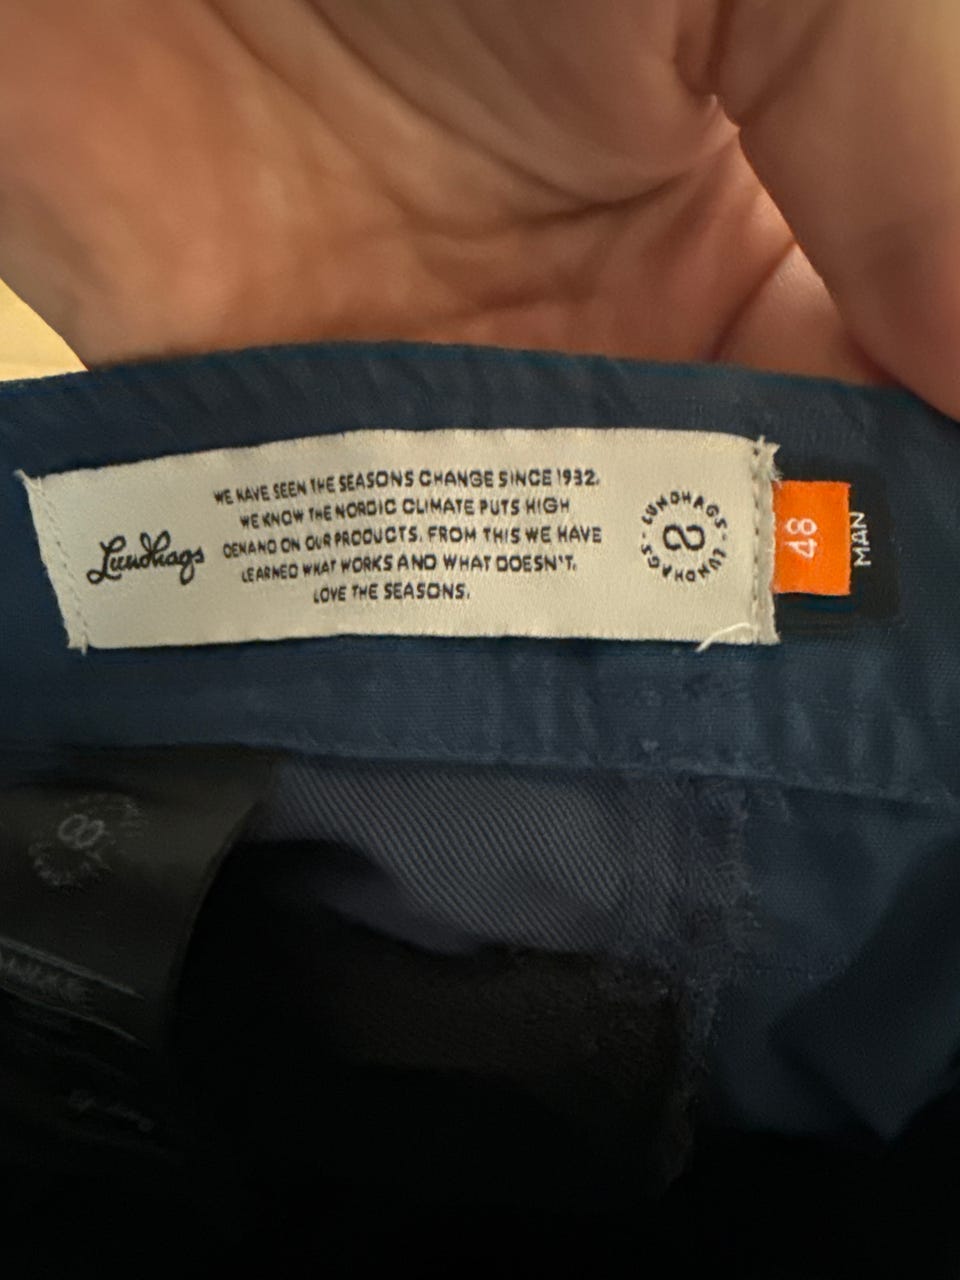 Lundhags
WE HAVE SEEN THE SEASONS CHANGE SINCE 1932.
WE KNOW THE NORDIC CLIMATE PUTS HIGH
DEMAND ON OUR PRODUCTS. FROM THIS WE HAVE
LEARNED WHAT WORKS AND WHAT DOESN'T.
LOVE THE SEASONS.
LUNDHAGS - LUNDHAGS -
48
MAN